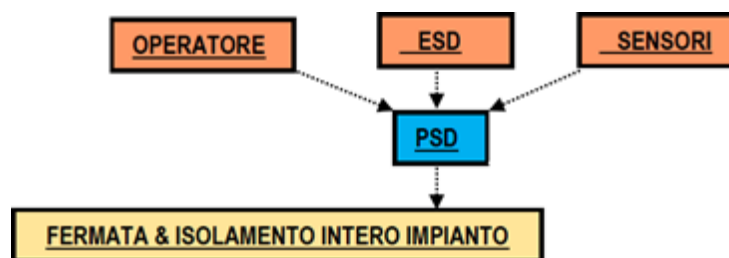 OPERATORE
ESD
SENSORI
PSD
FERMATA & ISOLAMENTO INTERO IMPIANTO